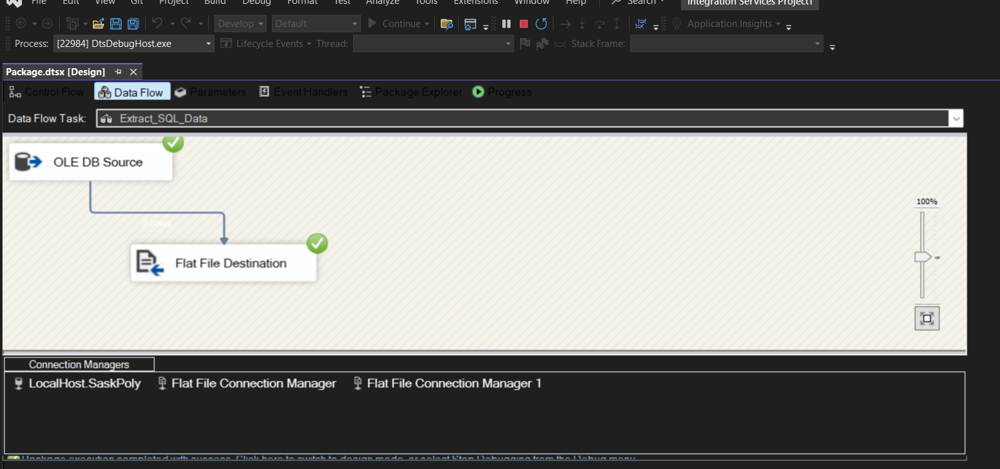 File Edit View Git Project Build Debug Format Test Analyze Tools Extensions Window Help Search Integration Services Project1
Develop Default Continue Application Insights
Process: [22984] DtsDebugHost.exe Lifecycle Events Thread: Stack Frame:
Package.dtsx [Design]
Control Flow Data Flow Parameters Event Handlers Package Explorer Progress
Data Flow Task: Extract_SQL_Data
OLE DB Source
100%
2 rows
Flat File Destination
Connection Managers
LocalHost.SaskPoly Flat File Connection Manager Flat File Connection Manager 1
Package execution completed with success. Click here to switch to design mode, or select Stop Debugging from the Debug menu.